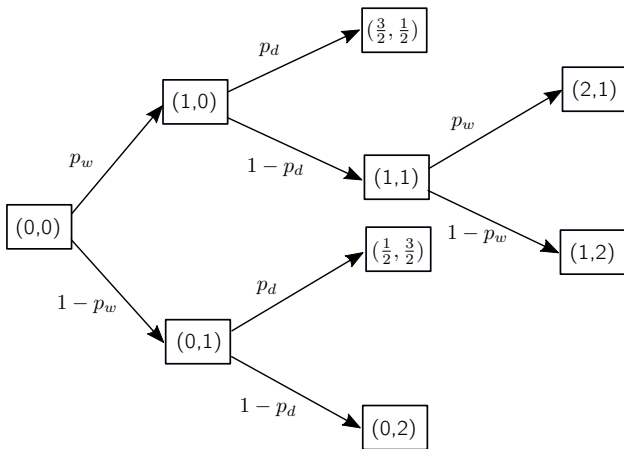 (3/2, 1/2)
p_d
(1,0)
(2,1)
p_w
p_w
1 − p_d
(1,1)
(0,0)
1 − p_w
(1/2, 3/2)
(1,2)
p_d
1 − p_w
(0,1)
1 − p_d
(0,2)